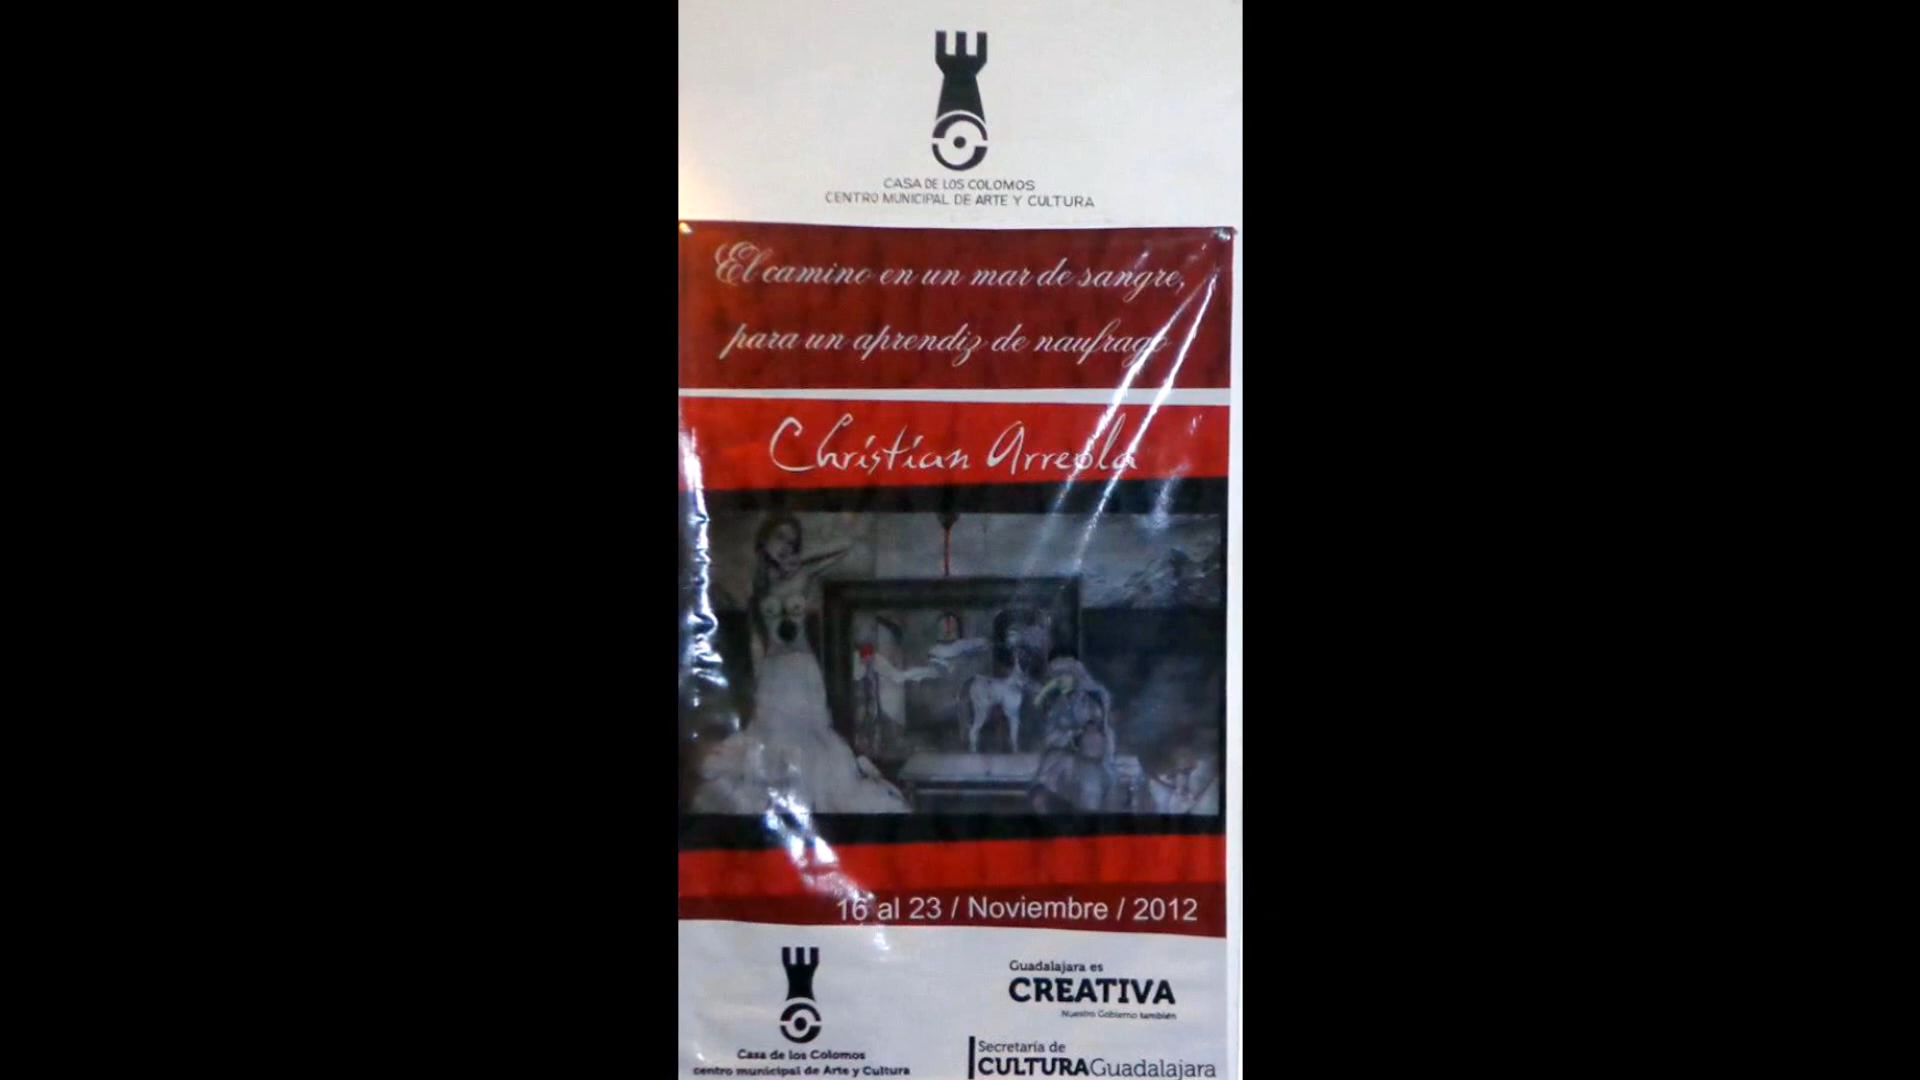 CASA DE LOS COLOMOS
CENTRO MUNICIPAL DE ARTE Y CULTURA
El camino en un mar de sangre,
para un aprendiz de naufrago
Christian Arreola
16 al 23 / Noviembre / 2012
Casa de los Colomos
centro municipal de Arte y Cultura
Guadalajara es
CREATIVA
Nuestro Gobierno también
Secretaría de
CULTURAGuadalajara